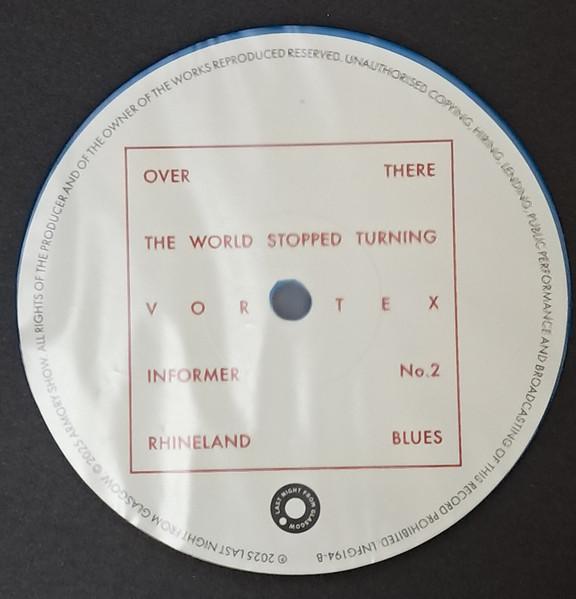 OVER THERE
THE WORLD STOPPED TURNING
VORTEX
INFORMER No.2
RHINELAND BLUES
LAST NIGHT FROM GLASGOW
℗ 2025 LAST NIGHT FROM GLASGOW © 2025 ARMORY SHOW. ALL RIGHTS OF THE PRODUCER AND OF THE OWNER OF THE WORKS REPRODUCED RESERVED. UNAUTHORISED COPYING, HIRING, LENDING, PUBLIC PERFORMANCE AND BROADCASTING OF THIS RECORD PROHIBITED. LNFG194-B